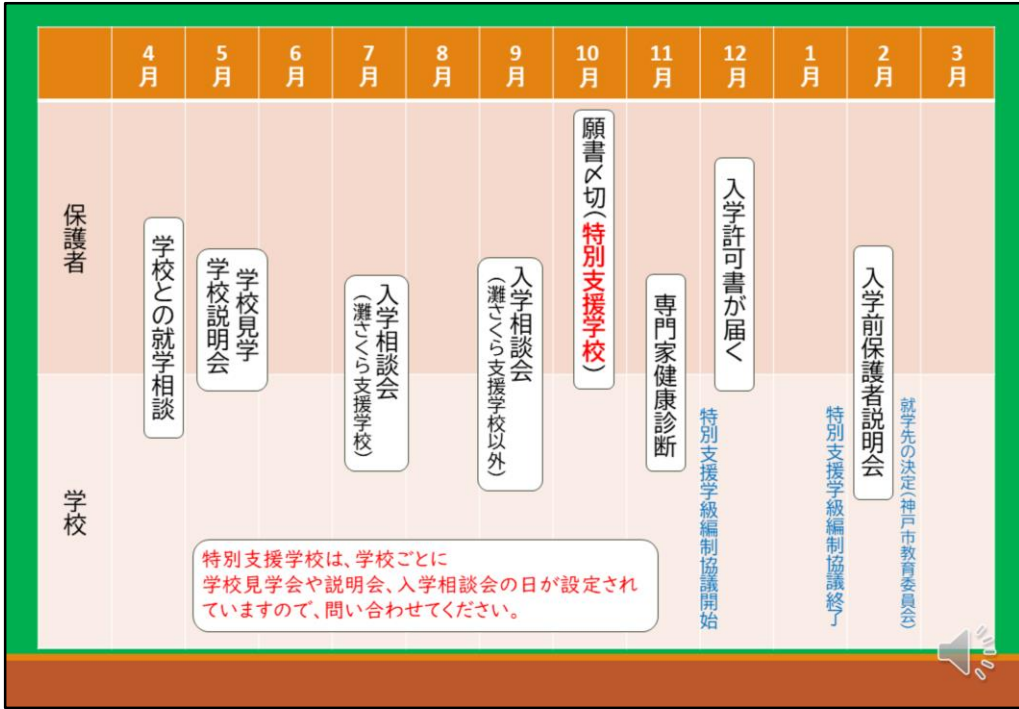 4月
5月
6月
7月
8月
9月
10月
11月
12月
1月
2月
3月
保護者
学校
学校との就学相談
学校見学
学校説明会
入学相談会
(灘さくら支援学校)
入学相談会
(灘さくら支援学校以外)
願書〆切(特別支援学校)
専門家健康診断
入学許可書が届く
特別支援学級編制協議開始
特別支援学級編制協議終了
入学前保護者説明会
就学先の決定(神戸市教育委員会)
特別支援学校は、学校ごとに
学校見学会や説明会、入学相談会の日が設定され
ていますので、問い合わせてください。